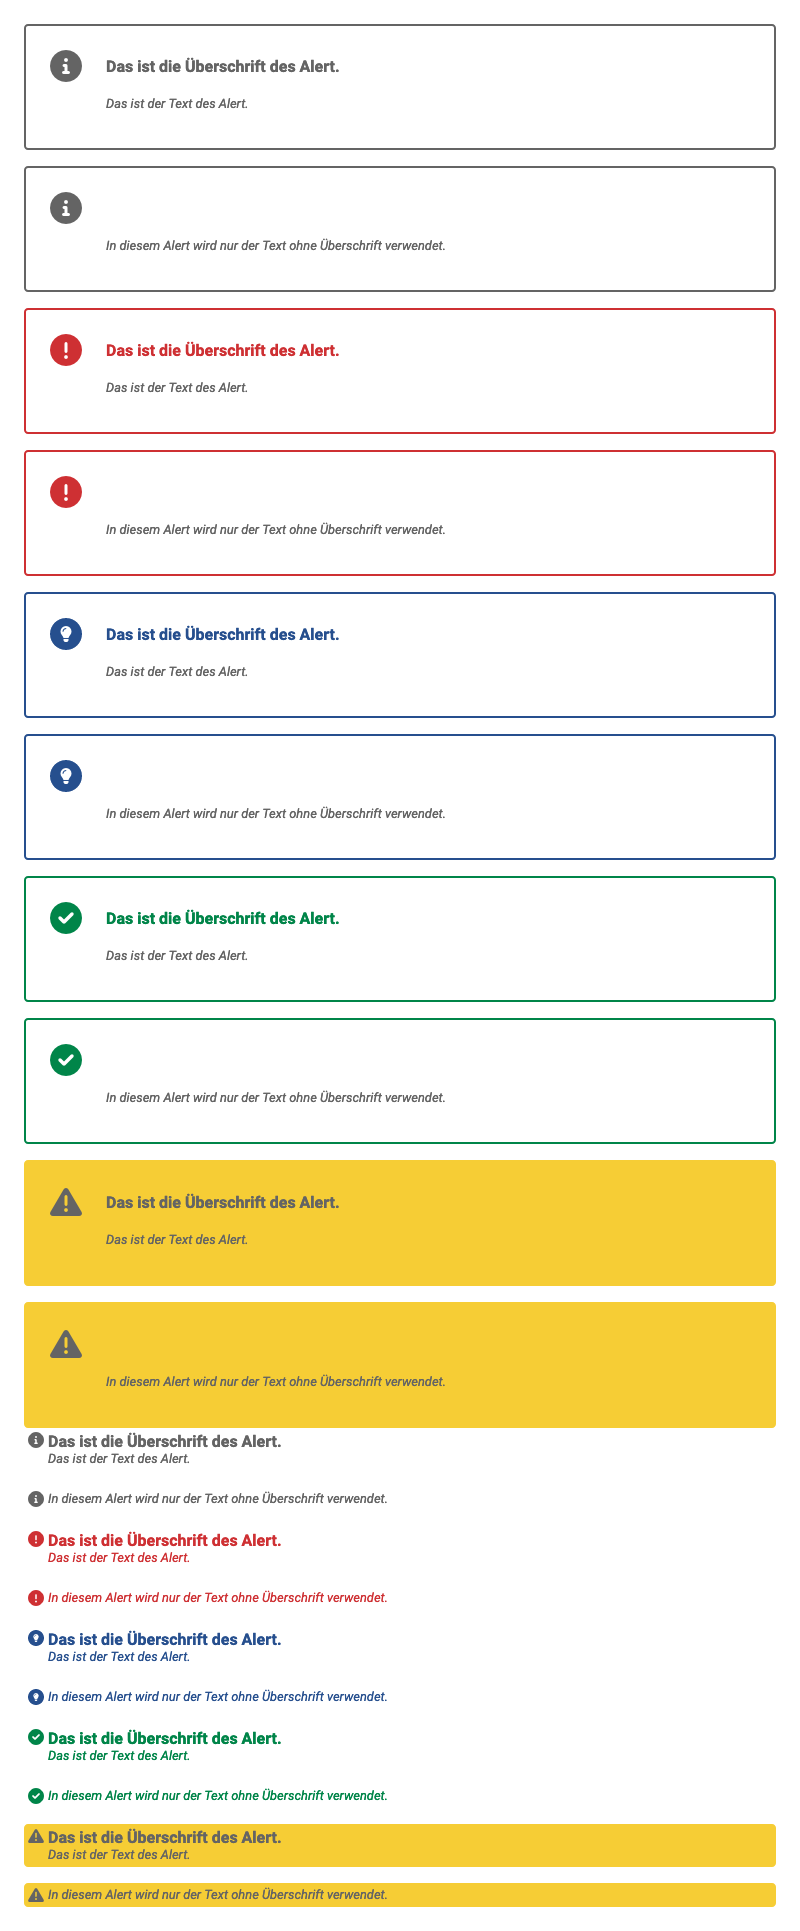 Das ist die Überschrift des Alert.
Das ist der Text des Alert.
In diesem Alert wird nur der Text ohne Überschrift verwendet.
Das ist die Überschrift des Alert.
Das ist der Text des Alert.
In diesem Alert wird nur der Text ohne Überschrift verwendet.
Das ist die Überschrift des Alert.
Das ist der Text des Alert.
In diesem Alert wird nur der Text ohne Überschrift verwendet.
Das ist die Überschrift des Alert.
Das ist der Text des Alert.
In diesem Alert wird nur der Text ohne Überschrift verwendet.
Das ist die Überschrift des Alert.
Das ist der Text des Alert.
In diesem Alert wird nur der Text ohne Überschrift verwendet.
Das ist die Überschrift des Alert.
Das ist der Text des Alert.
In diesem Alert wird nur der Text ohne Überschrift verwendet.
Das ist die Überschrift des Alert.
Das ist der Text des Alert.
In diesem Alert wird nur der Text ohne Überschrift verwendet.
Das ist die Überschrift des Alert.
Das ist der Text des Alert.
In diesem Alert wird nur der Text ohne Überschrift verwendet.
Das ist die Überschrift des Alert.
Das ist der Text des Alert.
In diesem Alert wird nur der Text ohne Überschrift verwendet.
Das ist die Überschrift des Alert.
Das ist der Text des Alert.
In diesem Alert wird nur der Text ohne Überschrift verwendet.